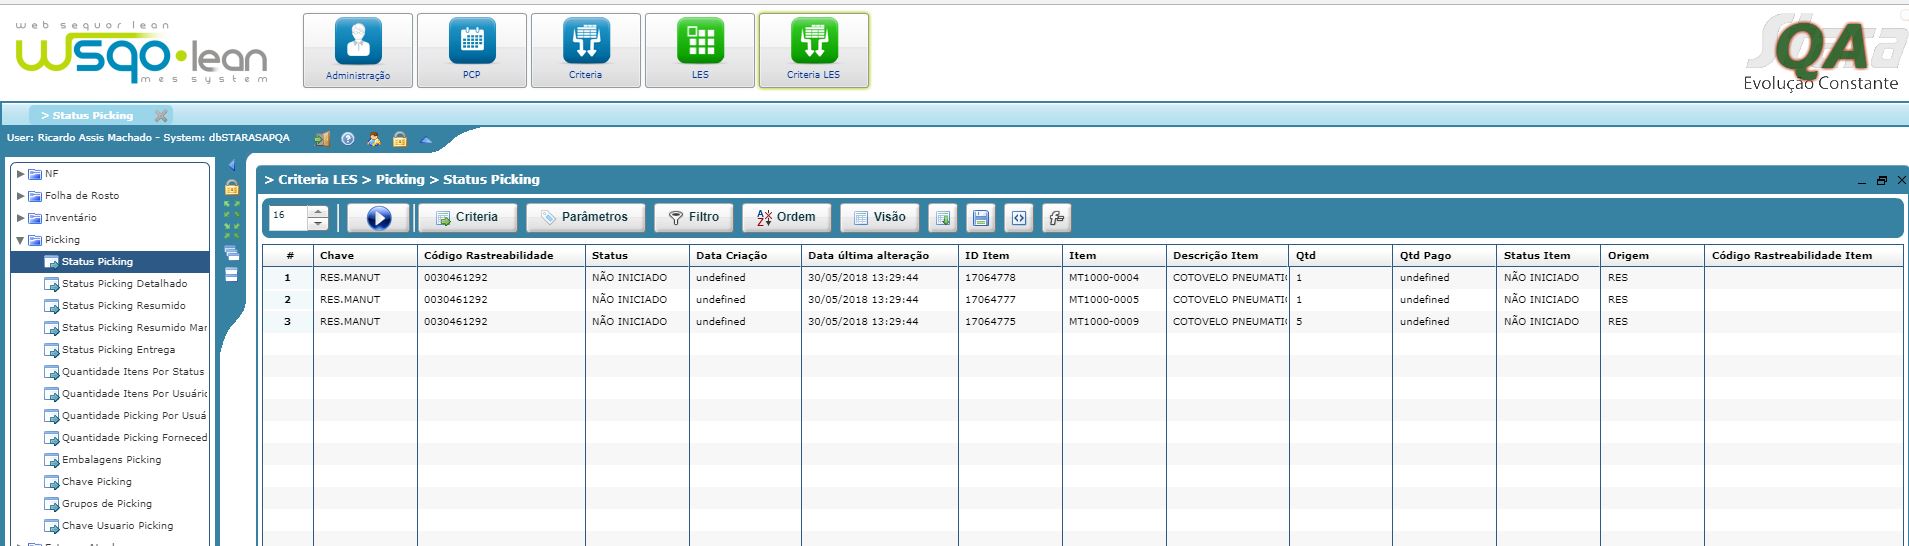 web sequor lean
wsqo•lean
mes system
Administração
PCP
Criteria
LES
Criteria LES
Stara
QA
Evolução Constante
> Status Picking
User: Ricardo Assis Machado - System: dbSTARASAPQA
NF
Folha de Rosto
Inventário
Picking
Status Picking
Status Picking Detalhado
Status Picking Resumido
Status Picking Resumido Mar
Status Picking Entrega
Quantidade Itens Por Status
Quantidade Itens Por Usuário
Quantidade Picking Por Usuá
Quantidade Picking Forneced
Embalagens Picking
Chave Picking
Grupos de Picking
Chave Usuario Picking
> Criteria LES > Picking > Status Picking
16 Criteria Parâmetros Filtro Ordem Visão
# Chave Código Rastreabilidade Status Data Criação Data última alteração ID Item Item Descrição Item Qtd Qtd Pago Status Item Origem Código Rastreabilidade Item
1 RES.MANUT 0030461292 NÃO INICIADO undefined 30/05/2018 13:29:44 17064778 MT1000-0004 COTOVELO PNEUMATIC 1 undefined NÃO INICIADO RES
2 RES.MANUT 0030461292 NÃO INICIADO undefined 30/05/2018 13:29:44 17064777 MT1000-0005 COTOVELO PNEUMATIC 1 undefined NÃO INICIADO RES
3 RES.MANUT 0030461292 NÃO INICIADO undefined 30/05/2018 13:29:44 17064775 MT1000-0009 COTOVELO PNEUMATIC 5 undefined NÃO INICIADO RES